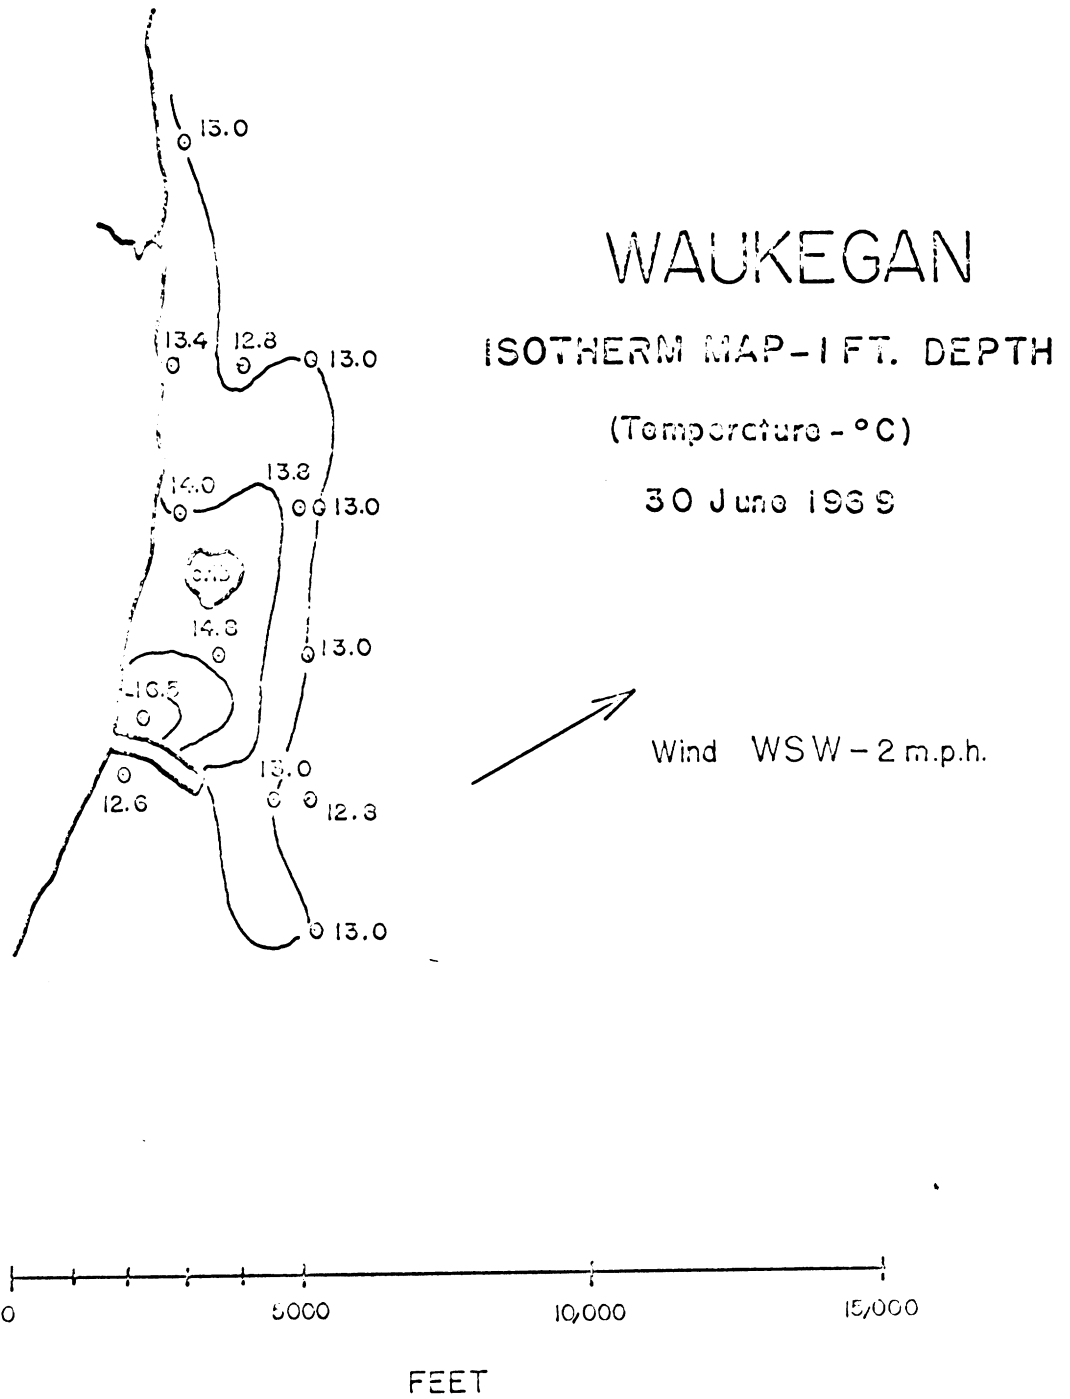 13.0
WAUKEGAN
13.4 12.8 13.0
ISOTHERM MAP-1 FT. DEPTH
(Temperature - °C)
14.0 13.8 13.0
30 June 1969
14.8
13.0
16.5
Wind WSW-2 m.p.h.
13.0
12.6 12.8
13.0
0 5000 10,000 15,000
FEET